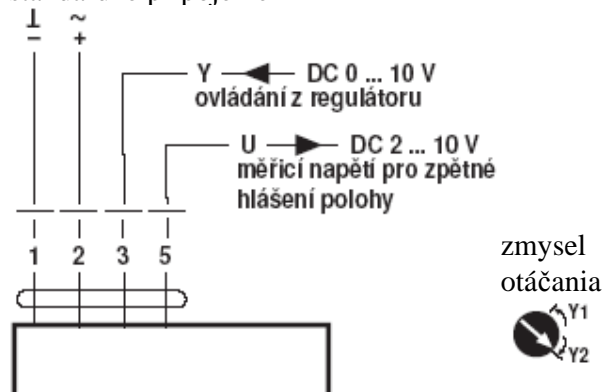 ⊥ ~
− +
Y DC 0 ... 10 V
ovládání z regulátoru
U DC 2 ... 10 V
měřicí napětí pro zpětné
hlášení polohy
1 2 3 5
zmysel
otáčania
Y1
Y2